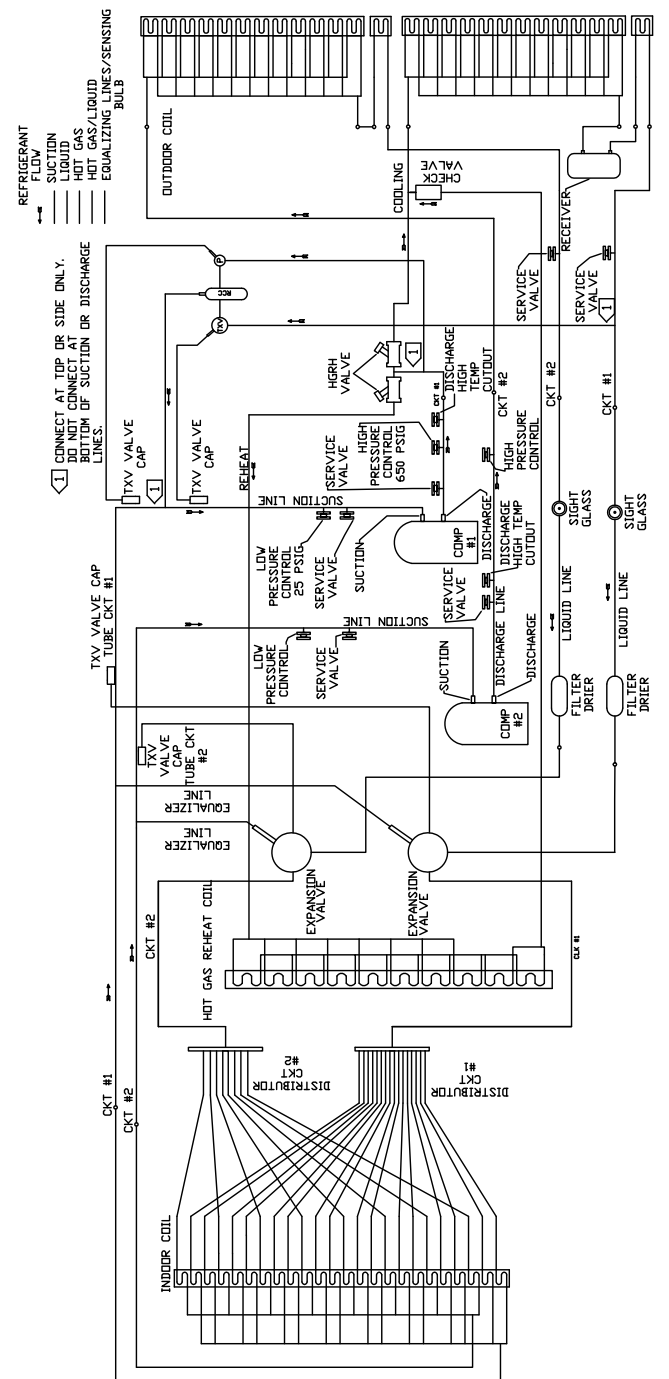 REFRIGERANT
FLOW
SUCTION
LIQUID
HOT GAS
HOT GAS/LIQUID
EQUALIZING LINES/SENSING
BULB
1 CONNECT AT TOP OR SIDE ONLY.
DO NOT CONNECT AT
BOTTOM OF SUCTION OR DISCHARGE
LINES.
OUTDOOR COIL
COOLING
CHECK
VALVE
RECEIVER
SERVICE
VALVE
SERVICE
VALVE
1
P
RCC
TXV
TXV VALVE
CAP
1
TXV VALVE
CAP
HGRH
VALVE
1
REHEAT
CKT #1
DISCHARGE
HIGH
TEMP
CUTOUT
CKT #2
CKT #2
CKT #1
HIGH
PRESSURE
CONTROL
650 PSIG
SERVICE
VALVE
HIGH
PRESSURE
CONTROL
SUCTION LINE
LOW
PRESSURE
CONTROL
25 PSIG
SERVICE
VALVE
SUCTION
COMP
#1
DISCHARGE
DISCHARGE
HIGH TEMP
CUTOUT
SERVICE
VALVE
DISCHARGE LINE
SIGHT
GLASS
SIGHT
GLASS
LIQUID LINE
LIQUID LINE
TXV VALVE CAP
TUBE CKT #1
SUCTION LINE
LOW
PRESSURE
CONTROL
SERVICE
VALVE
SUCTION
COMP
#2
DISCHARGE
FILTER
DRIER
FILTER
DRIER
TXV
VALVE
CAP
TUBE CKT
#2
EQUALIZER
LINE
EQUALIZER
LINE
EXPANSION
VALVE
EXPANSION
VALVE
CKT #2
HOT GAS REHEAT COIL
CLK #1
CKT #1
CKT #2
DISTRIBUTOR
CKT
#2
DISTRIBUTOR
CKT
#1
INDOOR COIL